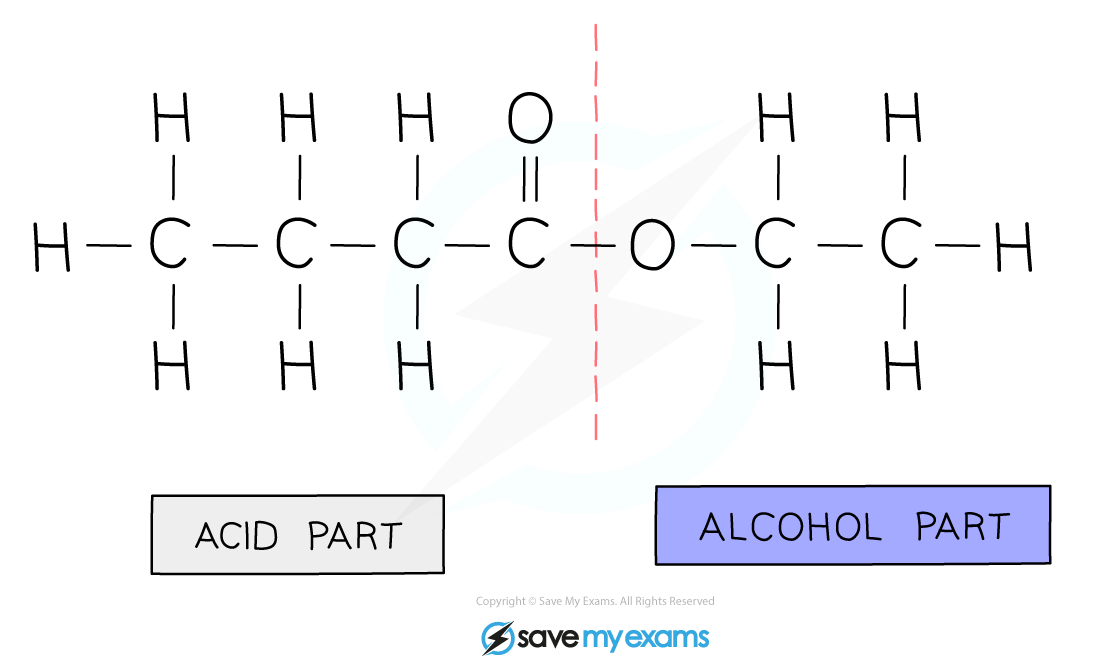 H H H O H H
H C C C C O C C H
H H H H H
ACID PART
ALCOHOL PART
Copyright © Save My Exams. All Rights Reserved
save my exams